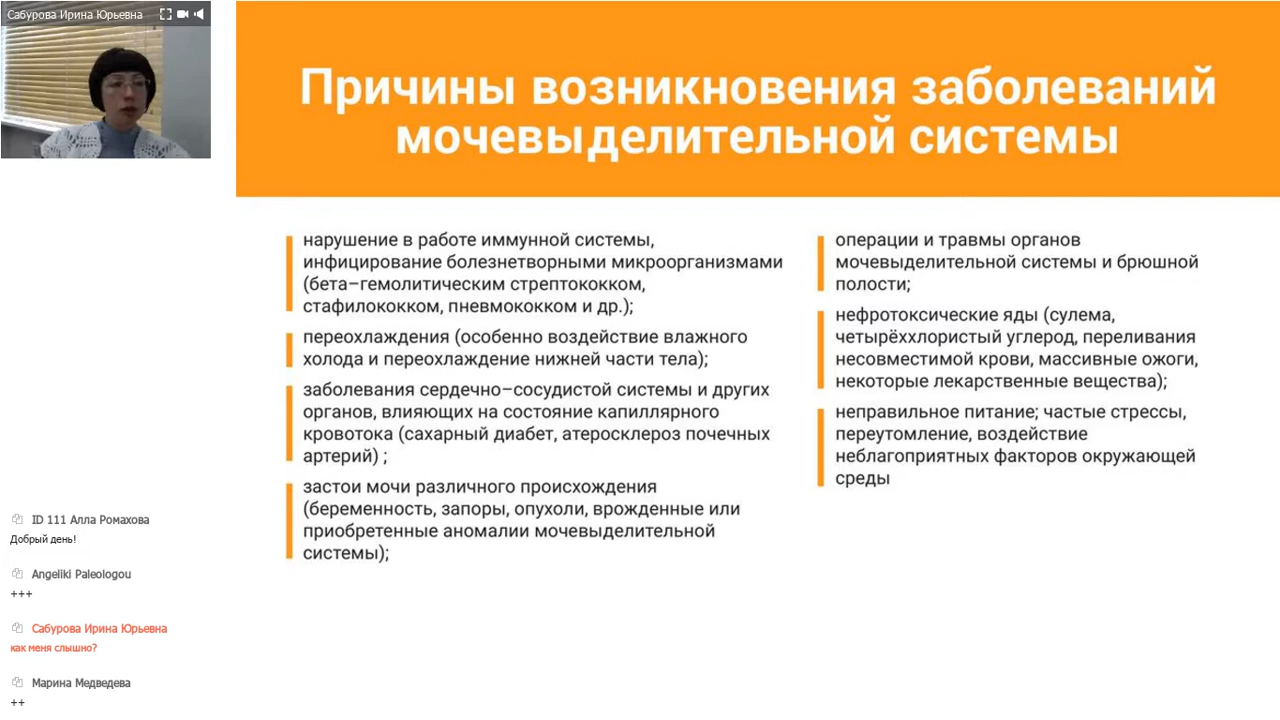 Сабурова Ирина Юрьевна
Причины возникновения заболеваний
мочевыделительной системы
нарушение в работе иммунной системы,
инфицирование болезнетворными микроорганизмами
(бета–гемолитическим стрептококком,
стафилококком, пневмококком и др.);
переохлаждения (особенно воздействие влажного
холода и переохлаждение нижней части тела);
заболевания сердечно–сосудистой системы и других
органов, влияющих на состояние капиллярного
кровотока (сахарный диабет, атеросклероз почечных
артерий) ;
застои мочи различного происхождения
(беременность, запоры, опухоли, врожденные или
приобретенные аномалии мочевыделительной
системы);
операции и травмы органов
мочевыделительной системы и брюшной
полости;
нефротоксические яды (сулема,
четырёххлористый углерод, переливания
несовместимой крови, массивные ожоги,
некоторые лекарственные вещества);
неправильное питание; частые стрессы,
переутомление, воздействие
неблагоприятных факторов окружающей
среды
ID 111 Алла Ромахова
Добрый день!
Angeliki Paleologou
+++
Сабурова Ирина Юрьевна
как меня слышно?
Марина Медведева
++